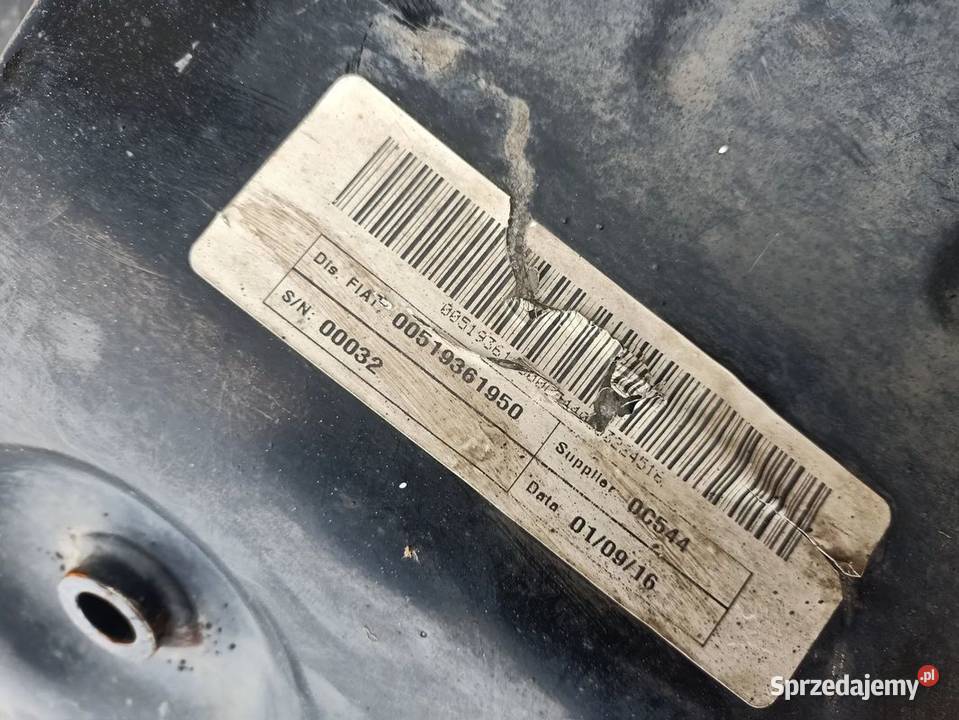 Dis. FIAT: 00519361950
S/N: 00032
Supplier 0C544
Data. 01/09/16
Sprzedajemy.pl